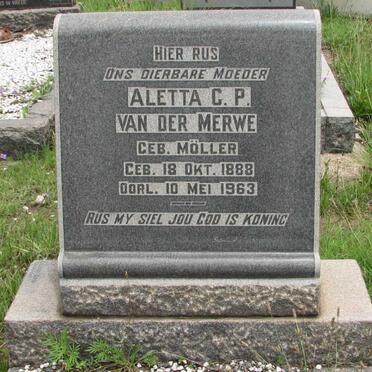 HIER RUS
ONS DIERBARE MOEDER
ALETTA C. P.
VAN DER MERWE
GEB. MÖLLER
GEB. 18 OKT. 1888
OORL. 10 MEI 1963
RUS MY SIEL JOU GOD IS KONING